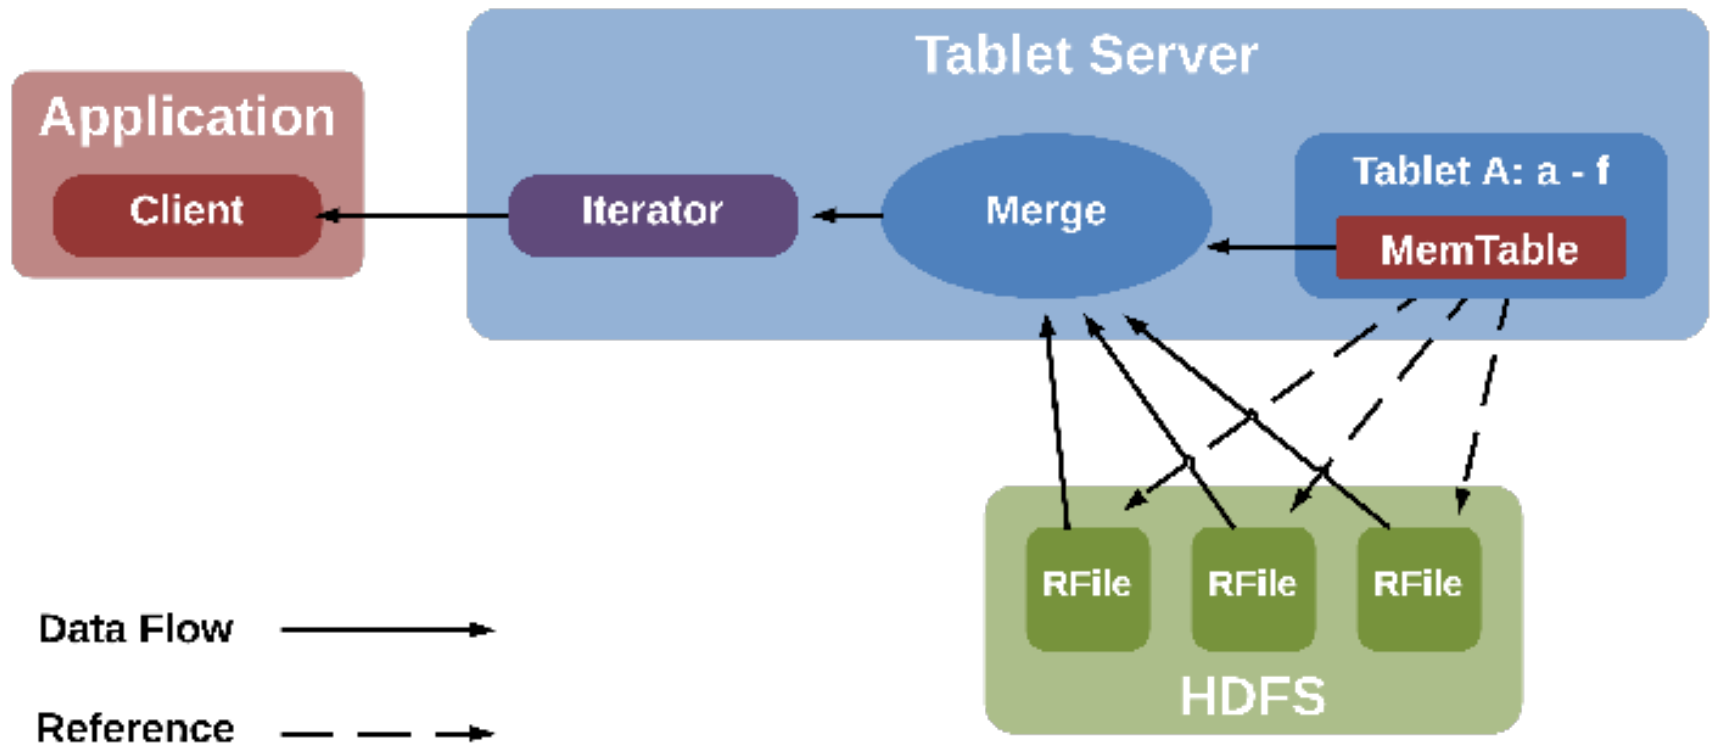 Tablet Server
Application
Client
Iterator
Merge
Tablet A: a - f
MemTable
RFile
RFile
RFile
HDFS
Data Flow
Reference